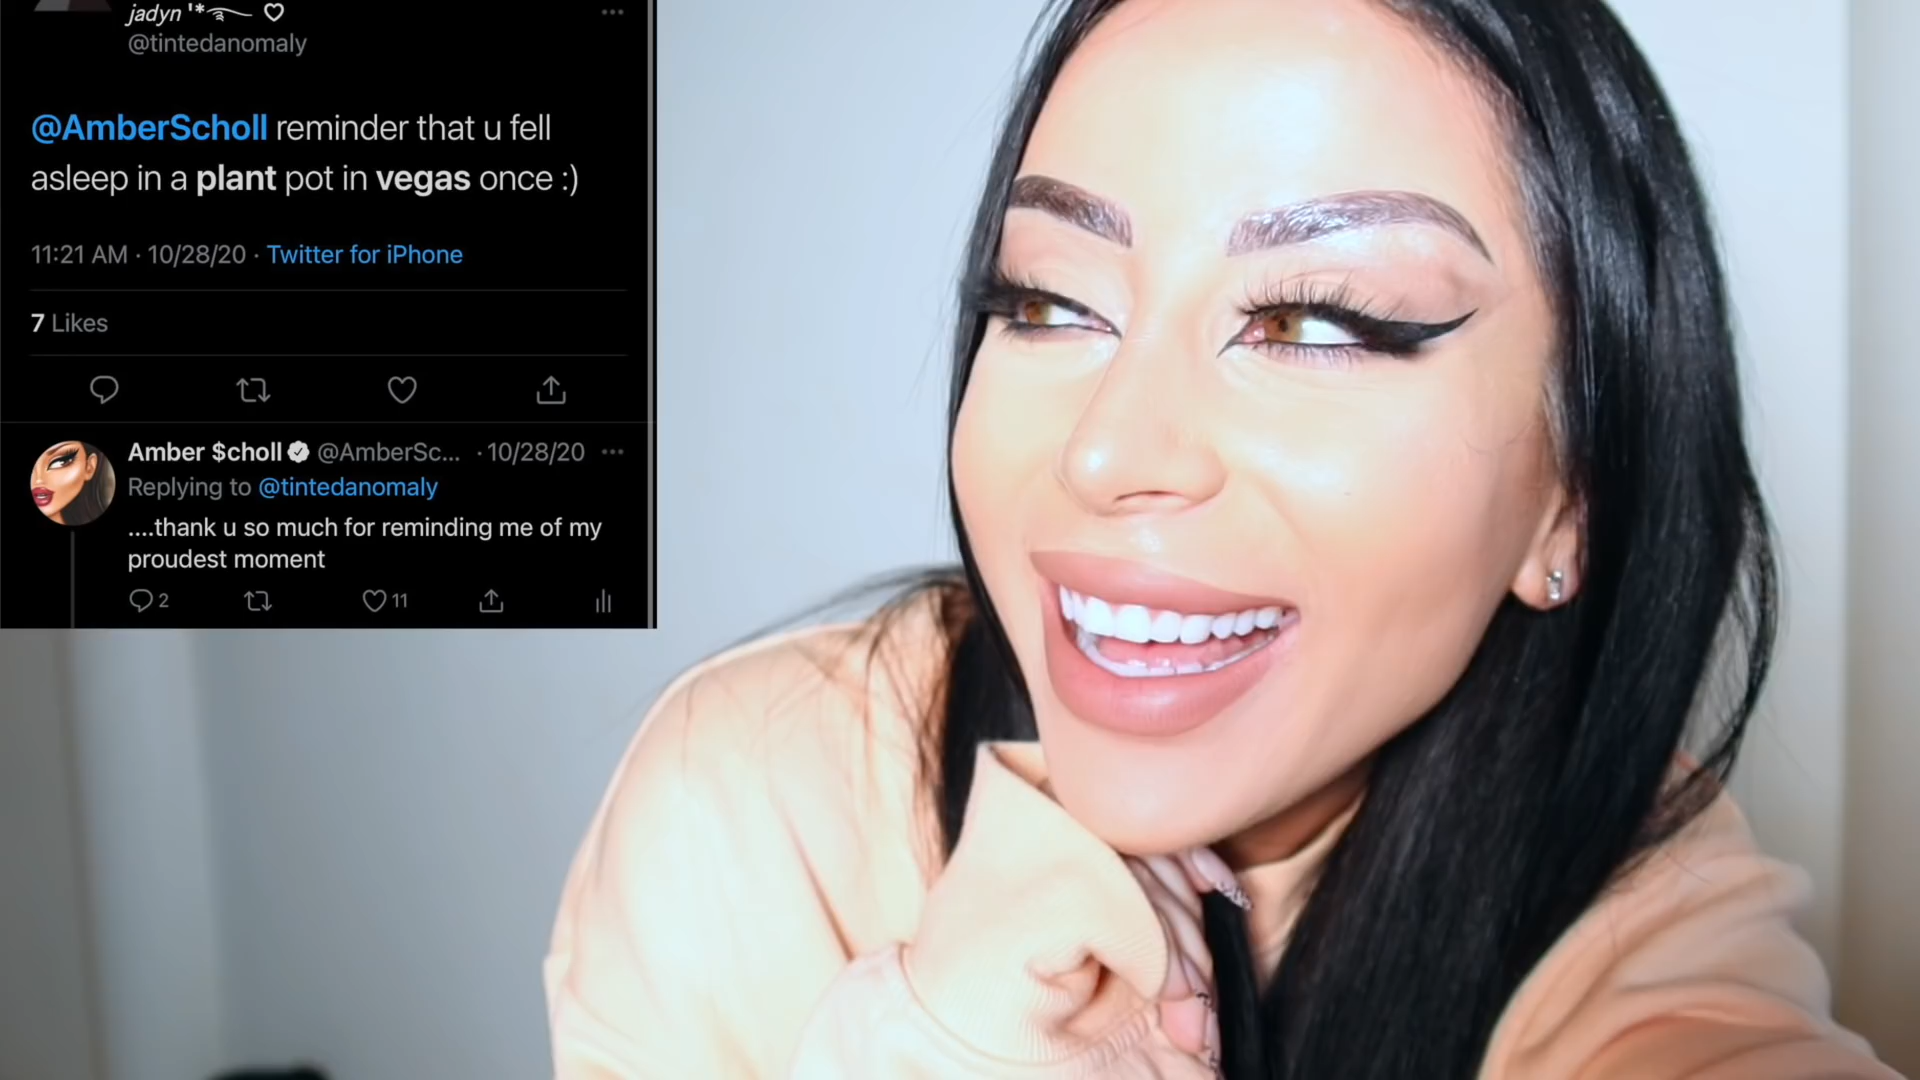 jadyn
@tintedanomaly
@AmberScholl reminder that u fell
asleep in a plant pot in vegas once :)
11:21 AM · 10/28/20 · Twitter for iPhone
7 Likes
Amber $choll @AmberSc... · 10/28/20
Replying to @tintedanomaly
....thank u so much for reminding me of my
proudest moment
2 11